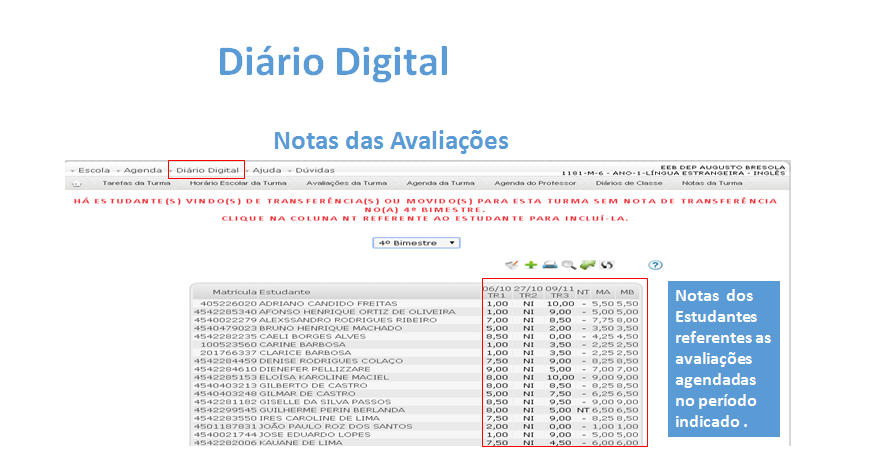 Diário Digital
Notas das Avaliações
Escola Agenda Diário Digital Ajuda Dúvidas
EEB DEP AUGUSTO BRESOLA
1181-M-6 - ANO-1-LÍNGUA ESTRANGEIRA - INGLÊS
Tarefas da Turma Horário Escolar da Turma Avaliações da Turma Agenda da Turma Agenda do Professor Diários de Classe Notas da Turma
HÁ ESTUDANTE(S) VINDO(S) DE TRANSFERÊNCIA(S) OU MOVIDO(S) PARA ESTA TURMA SEM NOTA DE TRANSFERÊNCIA
NO(A) 4º BIMESTRE.
CLIQUE NA COLUNA NT REFERENTE AO ESTUDANTE PARA INCLUÍ-LA.
4º Bimestre
Matrícula Estudante 06/10 TR1 27/10 TR2 09/11 TR3 NT MA MB
405226020 ADRIANO CANDIDO FREITAS 1,00 NI 10,00 - 5,50 5,50
4542285340 AFONSO HENRIQUE ORTIZ DE OLIVEIRA 1,00 NI 9,00 - 5,00 5,00
4540022279 ALEXSSANDRO RODRIGUES RIBEIRO 7,00 NI 8,50 - 7,75 8,00
4540479023 BRUNO HENRIQUE MACHADO 5,00 NI 2,00 - 3,50 3,50
4542282235 CAELI BORGES ALVES 8,50 NI 0,00 - 4,25 4,50
100523560 CARINE BARBOSA 1,00 NI 3,50 - 2,25 2,50
201766337 CLARICE BARBOSA 1,00 NI 3,50 - 2,25 2,50
4542284459 DENISE RODRIGUES COLAÇO 7,50 NI 9,00 - 8,25 8,50
4542284610 DIENEFER PELLIZZARE 9,00 NI 5,00 - 7,00 7,00
4542285153 ELOÍSA KAROLINE MACIEL 8,00 NI 10,00 - 9,00 9,00
4540403213 GILBERTO DE CASTRO 8,00 NI 8,50 - 8,25 8,50
4540403248 GILMAR DE CASTRO 5,00 NI 7,50 - 6,25 6,50
4542281182 GISELLE DA SILVA PASSOS 8,50 NI 9,50 - 9,00 9,00
4542299545 GUILHERME PERIN BERLANDA 8,00 NI 5,00 NT 6,50 6,50
4542283550 IRES CAROLINE DE LIMA 7,50 NI 9,00 - 8,25 8,50
4501187831 JOÃO PAULO ROZ DOS SANTOS 2,00 NI 0,00 - 1,00 1,00
4540021744 JOSE EDUARDO LOPES 1,00 NI 9,00 - 5,00 5,00
4542282006 KAUANE DE LIMA 7,50 NI 4,50 - 6,00 6,00
Notas dos
Estudantes
referentes as
avaliações
agendadas
no período
indicado .